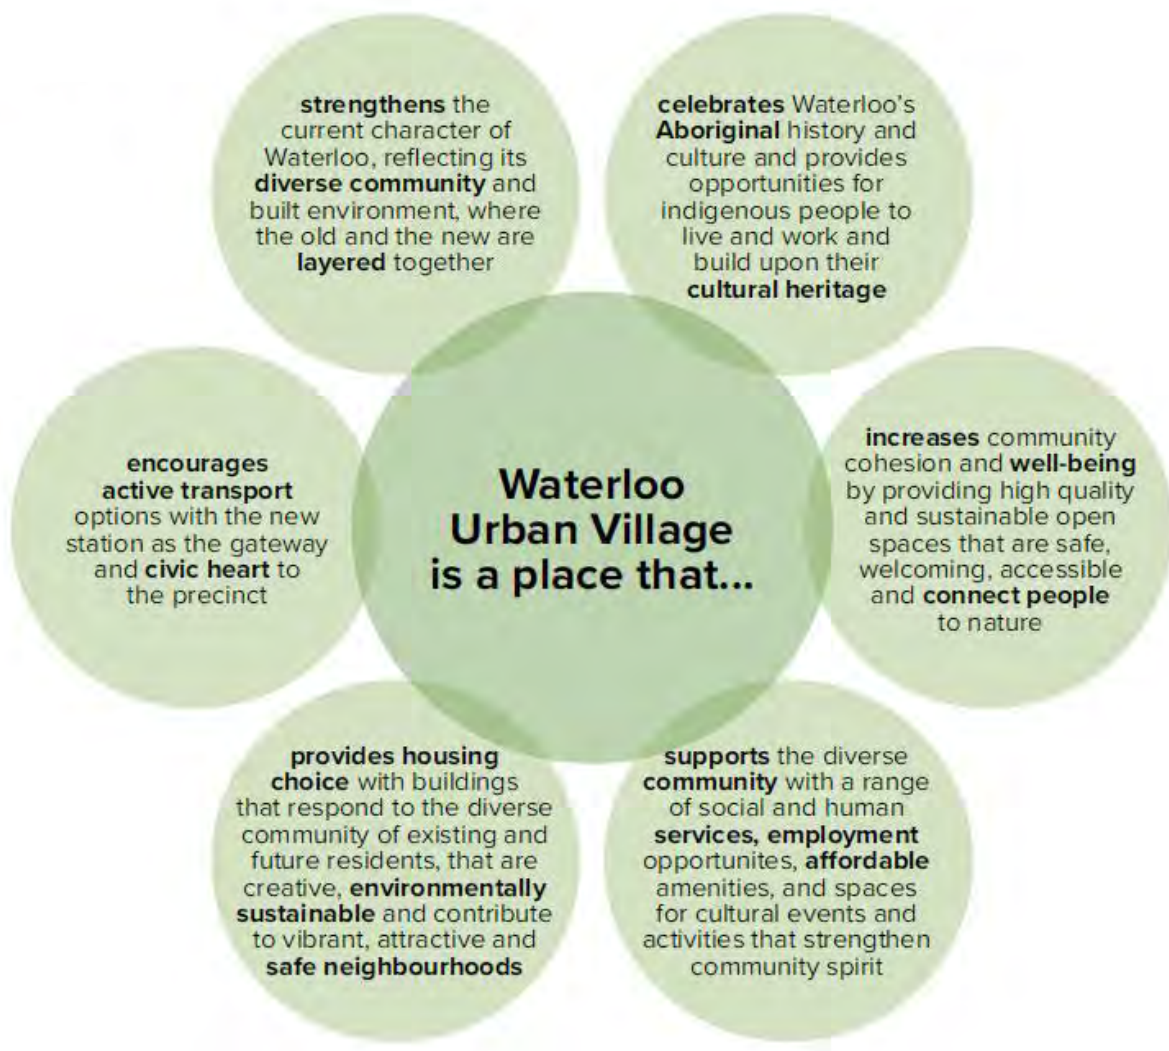 strengthens the
current character of
Waterloo, reflecting its
diverse community and
built environment, where
the old and the new are
layered together
celebrates Waterloo's
Aboriginal history and
culture and provides
opportunities for
indigenous people to
live and work and
build upon their
cultural heritage
encourages
active transport
options with the new
station as the gateway
and civic heart to
the precinct
Waterloo
Urban Village
is a place that...
increases community
cohesion and well-being
by providing high quality
and sustainable open
spaces that are safe,
welcoming, accessible
and connect people
to nature
provides housing
choice with buildings
that respond to the diverse
community of existing and
future residents, that are
creative, environmentally
sustainable and contribute
to vibrant, attractive and
safe neighbourhoods
supports the diverse
community with a range
of social and human
services, employment
opportunites, affordable
amenities, and spaces
for cultural events and
activities that strengthen
community spirit